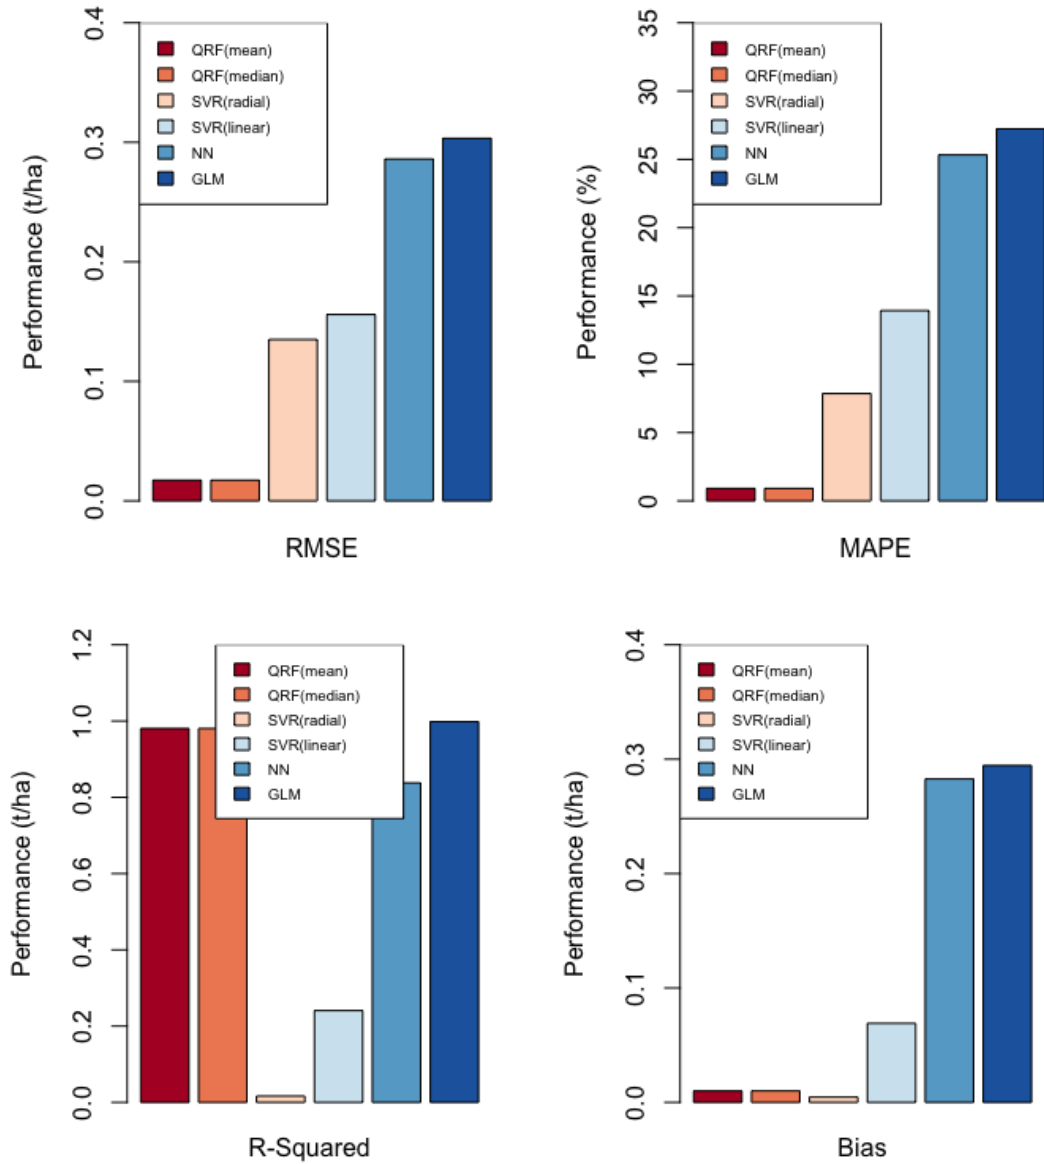 Performance (t/ha)
0.0
0.1
0.2
0.3
0.4
QRF(mean)
QRF(median)
SVR(radial)
SVR(linear)
NN
GLM
RMSE
Performance (%)
0
5
10
15
20
25
30
35
QRF(mean)
QRF(median)
SVR(radial)
SVR(linear)
NN
GLM
MAPE
Performance (t/ha)
0.0
0.2
0.4
0.6
0.8
1.0
1.2
QRF(mean)
QRF(median)
SVR(radial)
SVR(linear)
NN
GLM
R-Squared
Performance (t/ha)
0.0
0.1
0.2
0.3
0.4
QRF(mean)
QRF(median)
SVR(radial)
SVR(linear)
NN
GLM
Bias